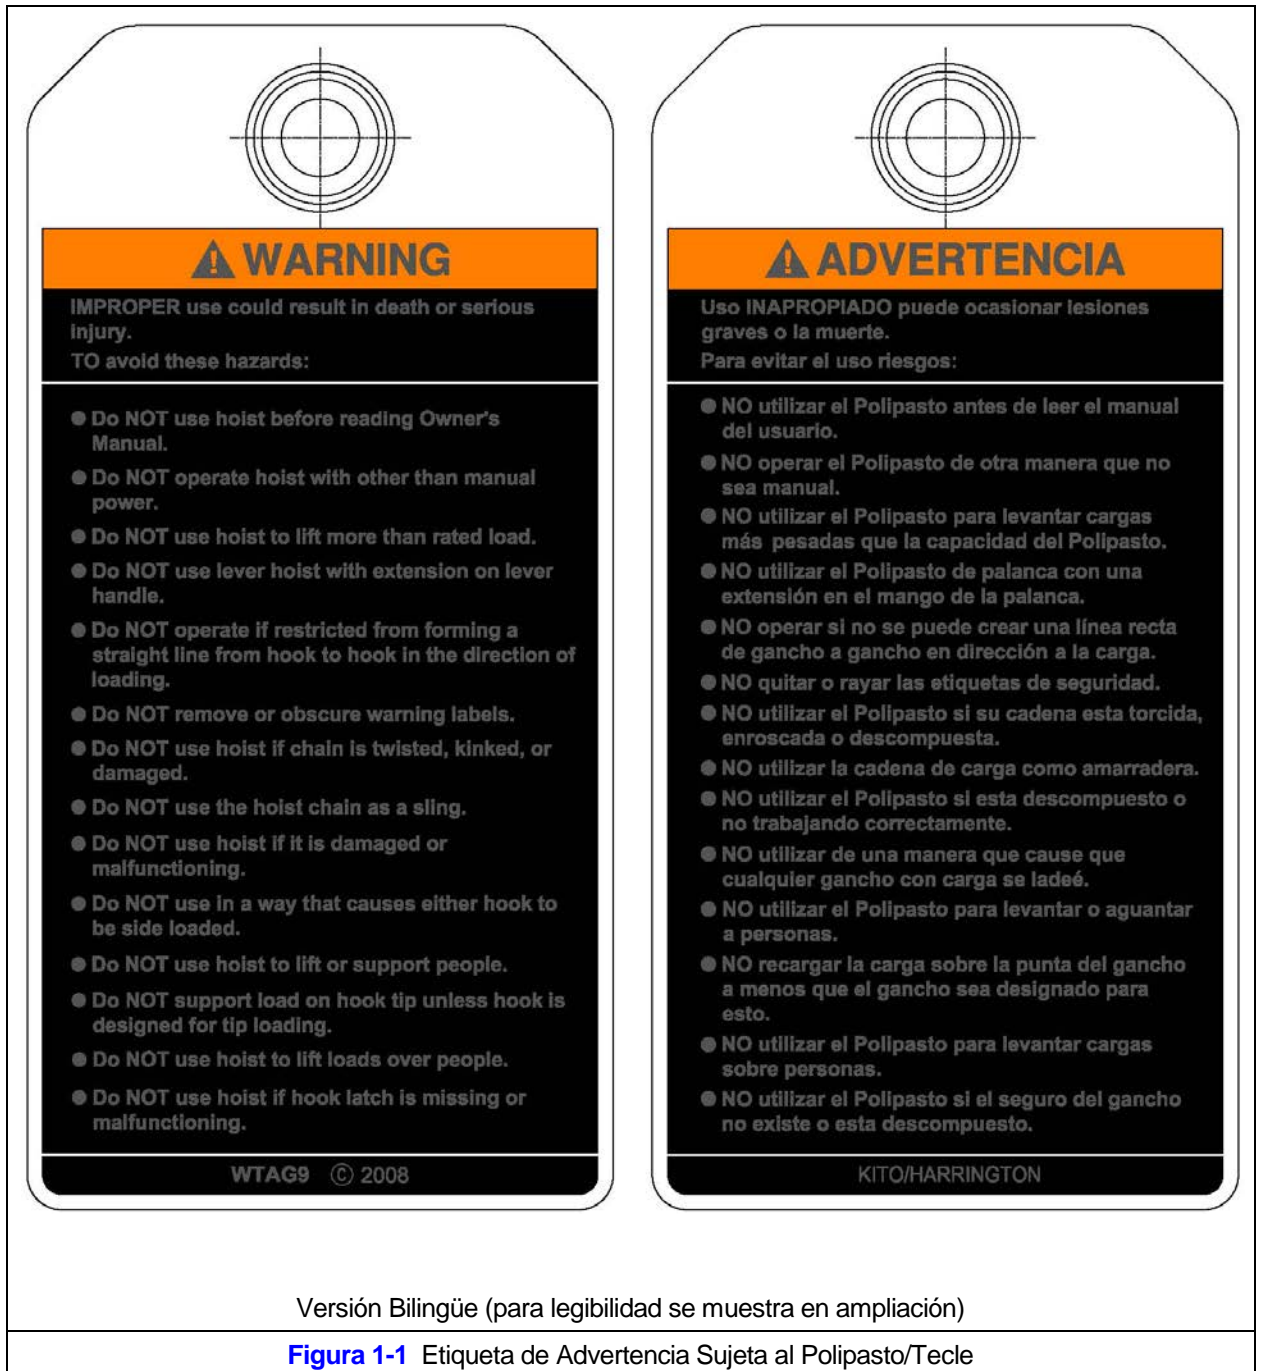 WARNING
IMPROPER use could result in death or serious
injury.
TO avoid these hazards:
● Do NOT use hoist before reading Owner's
Manual.
● Do NOT operate hoist with other than manual
power.
● Do NOT use hoist to lift more than rated load.
● Do NOT use lever hoist with extension on lever
handle.
● Do NOT operate if restricted from forming a
straight line from hook to hook in the direction of
loading.
● Do NOT remove or obscure warning labels.
● Do NOT use hoist if chain is twisted, kinked, or
damaged.
● Do NOT use the hoist chain as a sling.
● Do NOT use hoist if it is damaged or
malfunctioning.
● Do NOT use in a way that causes either hook to
be side loaded.
● Do NOT use hoist to lift or support people.
● Do NOT support load on hook tip unless hook is
designed for tip loading.
● Do NOT use hoist to lift loads over people.
● Do NOT use hoist if hook latch is missing or
malfunctioning.
WTAG9 © 2008
ADVERTENCIA
Uso INAPROPIADO puede ocasionar lesiones
graves o la muerte.
Para evitar el uso riesgos:
● NO utilizar el Polipasto antes de leer el manual
del usuario.
● NO operar el Polipasto de otra manera que no
sea manual.
● NO utilizar el Polipasto para levantar cargas
más pesadas que la capacidad del Polipasto.
● NO utilizar el Polipasto de palanca con una
extensión en el mango de la palanca.
● NO operar si no se puede crear una línea recta
de gancho a gancho en dirección a la carga.
● NO quitar o rayar las etiquetas de seguridad.
● NO utilizar el Polipasto si su cadena esta torcida,
enroscada o descompuesta.
● NO utilizar la cadena de carga como amarradera.
● NO utilizar el Polipasto si esta descompuesto o
no trabajando correctamente.
● NO utilizar de una manera que cause que
cualquier gancho con carga se ladeé.
● NO utilizar el Polipasto para levantar o aguantar
a personas.
● NO recargar la carga sobre la punta del gancho
a menos que el gancho sea designado para
esto.
● NO utilizar el Polipasto para levantar cargas
sobre personas.
● NO utilizar el Polipasto si el seguro del gancho
no existe o esta descompuesto.
KITO/HARRINGTON
Versión Bilingüe (para legibilidad se muestra en ampliación)
Figura 1-1 Etiqueta de Advertencia Sujeta al Polipasto/Tecle